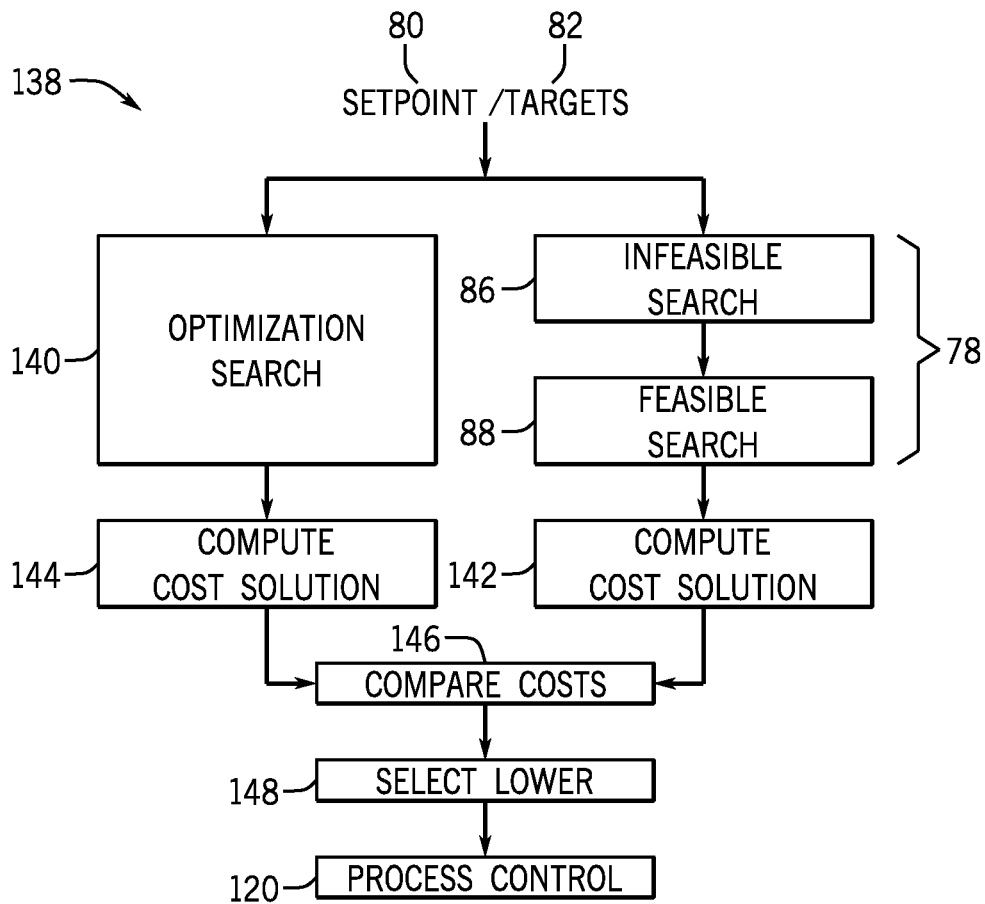 80 82
138
SETPOINT /TARGETS
INFEASIBLE
SEARCH
86
OPTIMIZATION
SEARCH
140
78
FEASIBLE
SEARCH
88
COMPUTE
COST SOLUTION
144
COMPUTE
COST SOLUTION
142
146
COMPARE COSTS
SELECT LOWER
148
PROCESS CONTROL
120